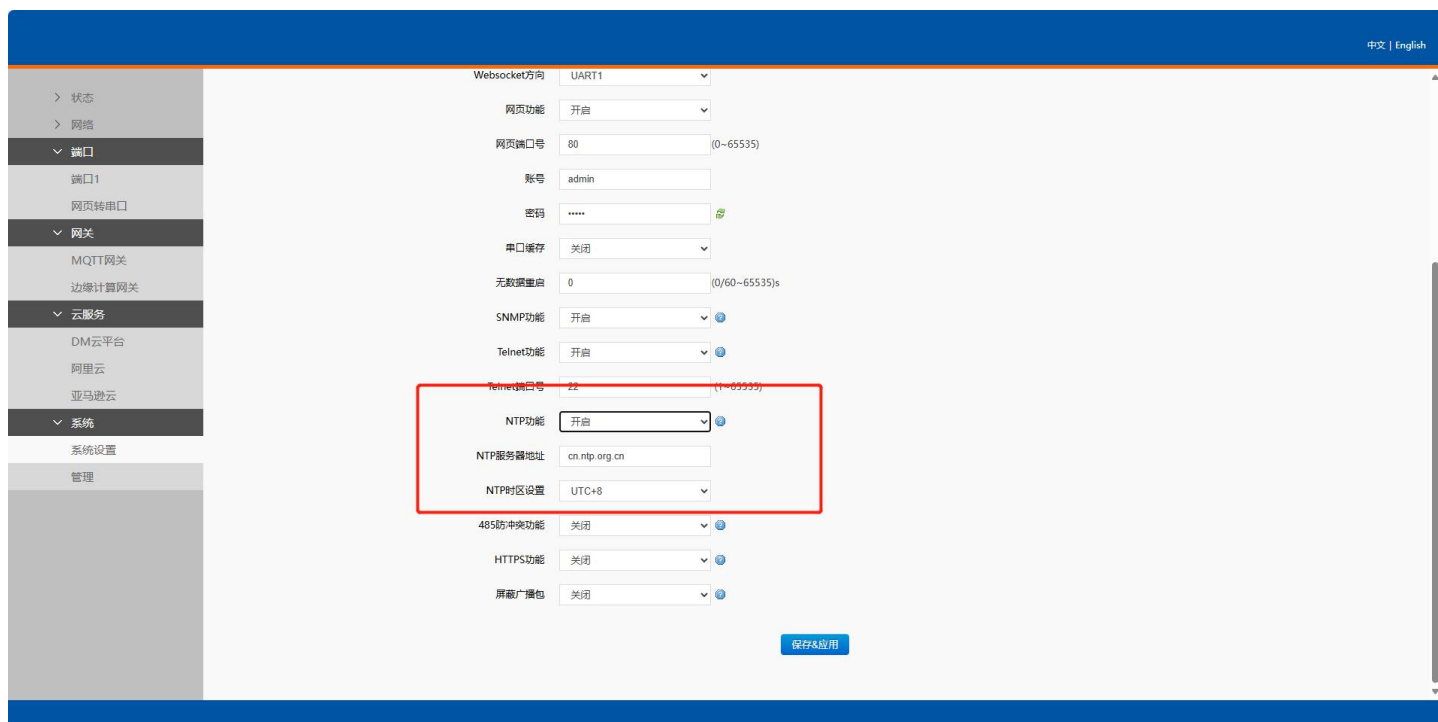 中文 | English
Websocket方向 UART1
> 状态
网页功能 开启
> 网络
端口
网页端口号 80 (0~65535)
端口1
账号 admin
网页转串口
密码 •••••
网关
串口缓存 关闭
MQTT网关
无数据重启 0 (0/60~65535)s
边缘计算网关
云服务
SNMP功能 开启
DM云平台
Telnet功能 开启
阿里云
Telnet端口号 22 (1~65535)
亚马逊云
系统
NTP功能 开启
系统设置
NTP服务器地址 cn.ntp.org.cn
管理
NTP时区设置 UTC+8
485防冲突功能 关闭
HTTPS功能 关闭
屏蔽广播包 关闭
保存&应用